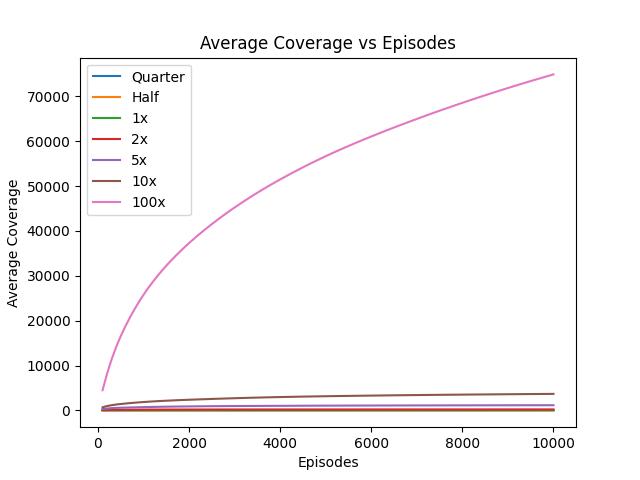 Average Coverage vs Episodes
Quarter
Half
1x
2x
5x
10x
100x
70000
60000
50000
40000
30000
20000
10000
0
Average Coverage
0 2000 4000 6000 8000 10000
Episodes